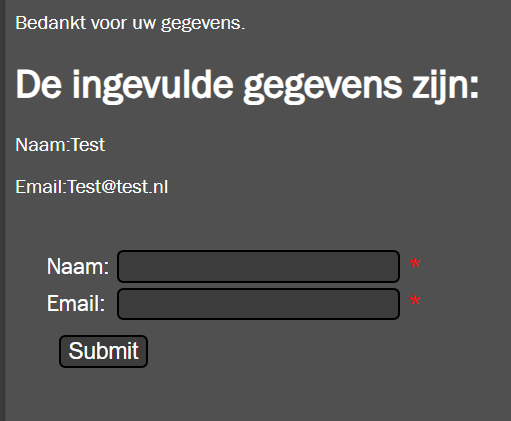 Bedankt voor uw gegevens.
De ingevulde gegevens zijn:
Naam:Test
Email:Test@test.nl
Naam: *
Email: *
Submit